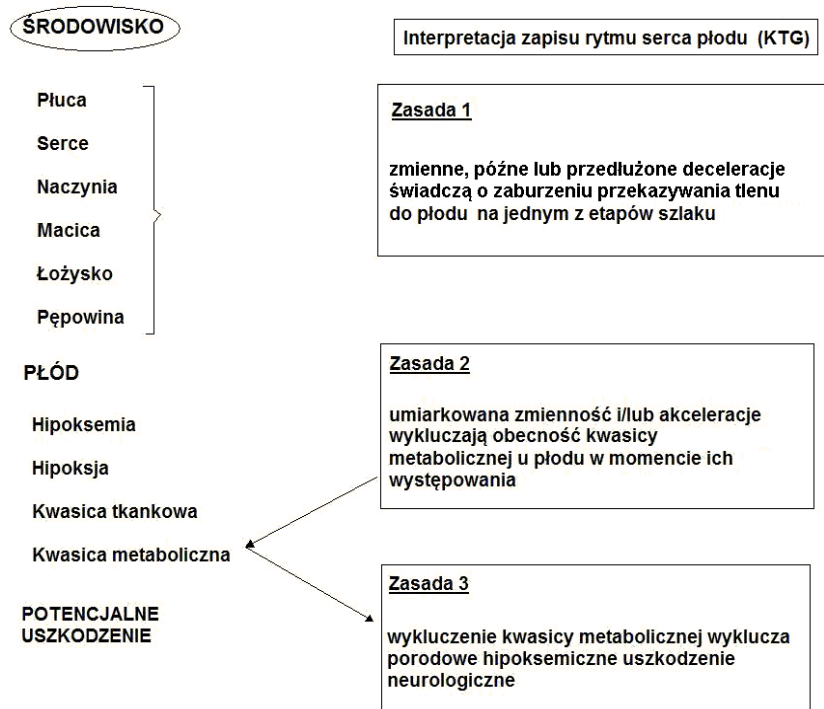 ŚRODOWISKO
Płuca
Serce
Naczynia
Macica
Łożysko
Pępowina
PŁÓD
Hipoksemia
Hipoksja
Kwasica tkankowa
Kwasica metaboliczna
POTENCJALNE
USZKODZENIE
Interpretacja zapisu rytmu serca płodu (KTG)
Zasada 1
zmienne, późne lub przedłużone deceleracje
świadczą o zaburzeniu przekazywania tlenu
do płodu na jednym z etapów szlaku
Zasada 2
umiarkowana zmienność i/lub akceleracje
wykluczają obecność kwasicy
metabolicznej u płodu w momencie ich
występowania
Zasada 3
wykluczenie kwasicy metabolicznej wyklucza
porodowe hipoksemiczne uszkodzenie
neurologiczne